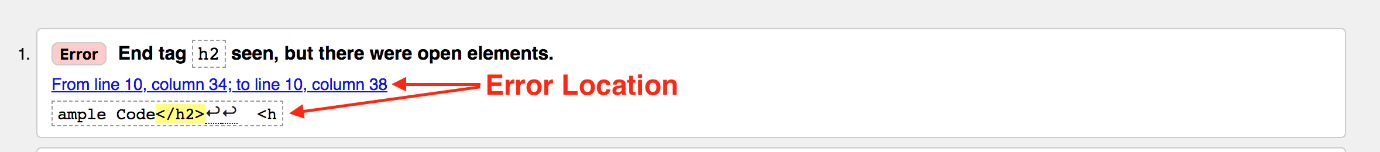 1. Error End tag h2 seen, but there were open elements.
From line 10, column 34; to line 10, column 38 Error Location
ample Code</h2>↩↩ <h